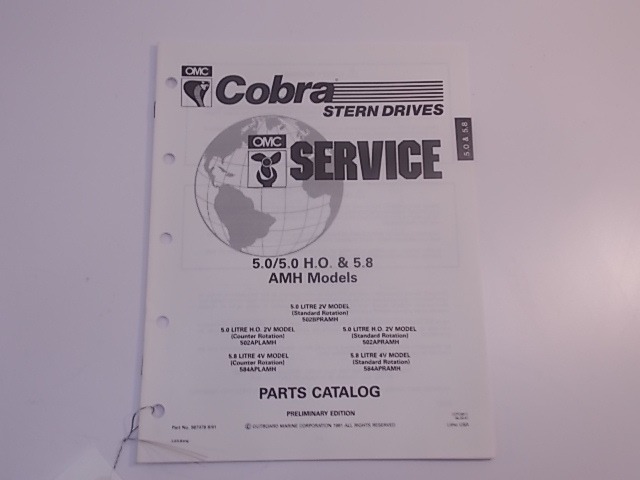 OMC
Cobra
STERN DRIVES
5.0 & 5.8
OMC
SERVICE
5.0/5.0 H.O. & 5.8
AMH Models
5.0 LITRE 2V MODEL
(Standard Rotation)
502BPRAMH
5.0 LITRE H.O. 2V MODEL
(Counter Rotation)
502APLAMH
5.0 LITRE H.O. 2V MODEL
(Standard Rotation)
502APRAMH
5.8 LITRE 4V MODEL
(Counter Rotation)
584APLAMH
5.8 LITRE 4V MODEL
(Standard Rotation)
584APRAMH
PARTS CATALOG
PRELIMINARY EDITION
Part No.
© OUTBOARD MARINE CORPORATION 1991 ALL RIGHTS RESERVED